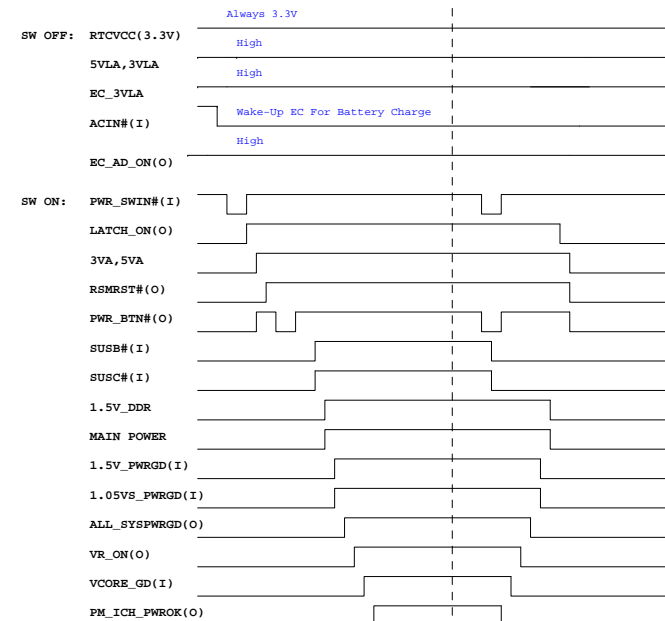 Always 3.3V
SW OFF: RTCVCC(3.3V)
High
5VLA,3VLA
High
EC_3VLA
Wake-Up EC For Battery Charge
ACIN#(I)
High
EC_AD_ON(O)
SW ON: PWR_SWIN#(I)
LATCH_ON(O)
3VA,5VA
RSMRST#(O)
PWR_BTN#(O)
SUSB#(I)
SUSC#(I)
1.5V_DDR
MAIN POWER
1.5V_PWRGD(I)
1.05VS_PWRGD(I)
ALL_SYSPWRGD(O)
VR_ON(O)
VCORE_GD(I)
PM_ICH_PWROK(O)